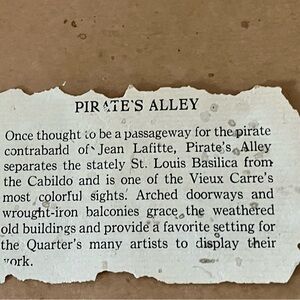 PIRATE'S ALLEY
Once thought to be a passageway for the pirate
contraband of Jean Lafitte, Pirate's Alley
separates the stately St. Louis Basilica from
the Cabildo and is one of the Vieux Carre's
most colorful sights. Arched doorways and
wrought-iron balconies grace the weathered
old buildings and provide a favorite setting for
the Quarter's many artists to display their
work.